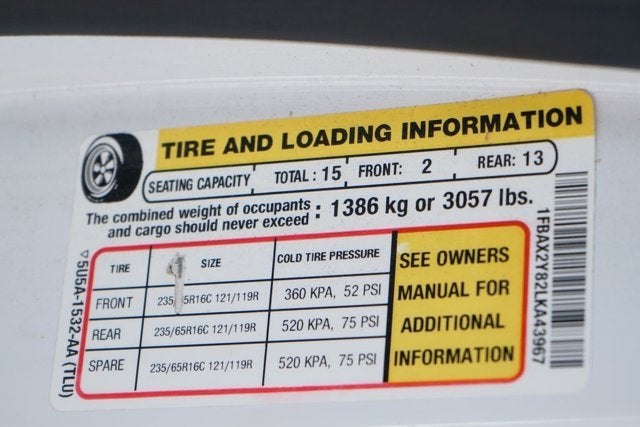 TIRE AND LOADING INFORMATION
SEATING CAPACITY TOTAL : 15 FRONT: 2 REAR: 13
The combined weight of occupants and cargo should never exceed : 1386 kg or 3057 lbs.
TIRE SIZE COLD TIRE PRESSURE
FRONT 235/65R16C 121/119R 360 KPA, 52 PSI
REAR 235/65R16C 121/119R 520 KPA, 75 PSI
SPARE 235/65R16C 121/119R 520 KPA, 75 PSI
SEE OWNERS
MANUAL FOR
ADDITIONAL
INFORMATION
5U5A-1532-AA (TLU)
1FBAX2Y82LKA43967